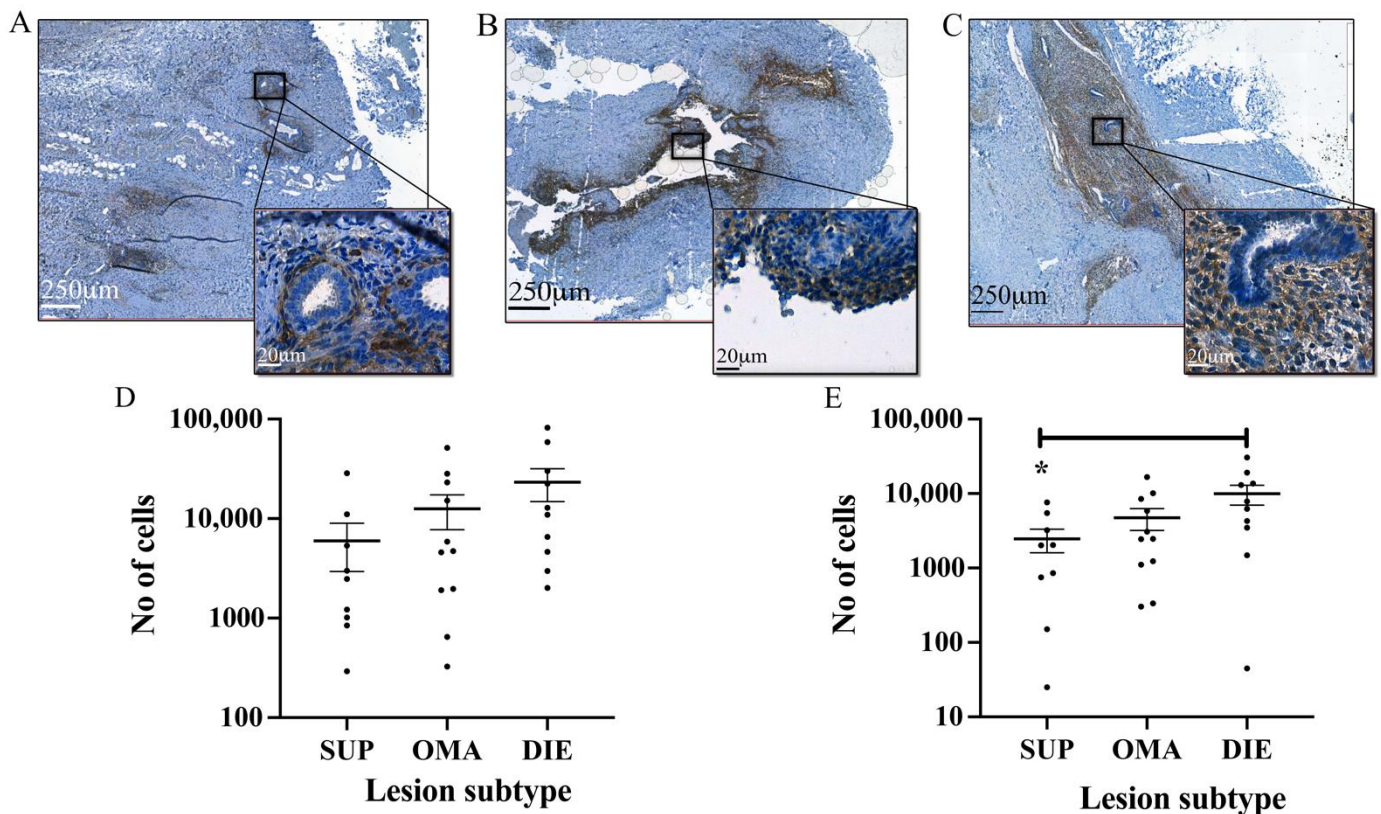 A
B
C
250μm
20μm
250μm
20μm
250μm
20μm
D
E
100,000
10,000
1000
100
No of cells
SUP OMA DIE
Lesion subtype
100,000
10,000
1000
100
10
No of cells
*
SUP OMA DIE
Lesion subtype